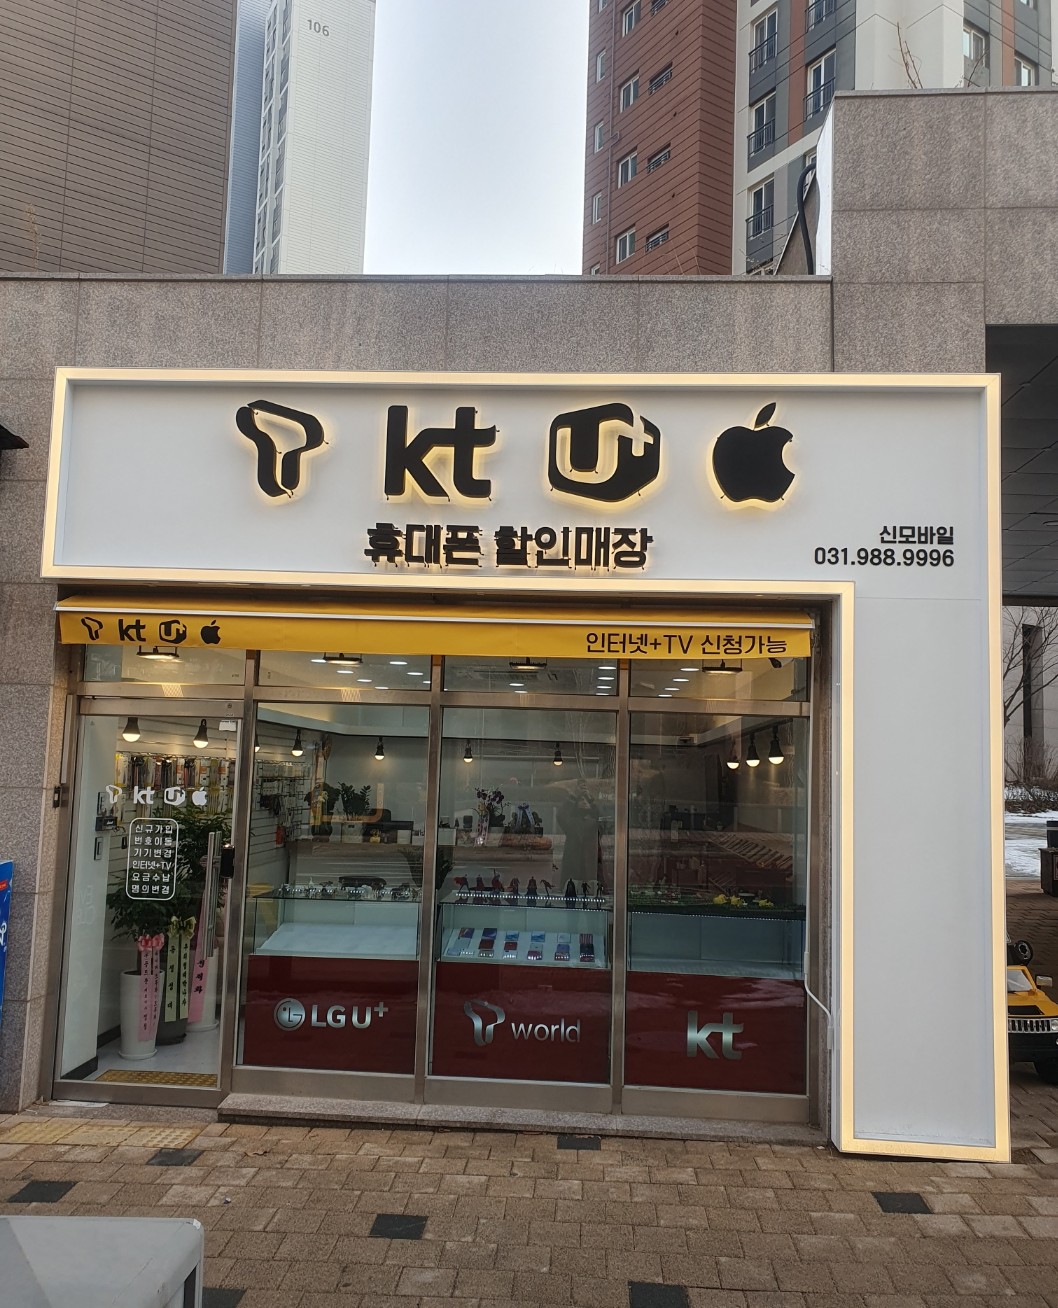 106
kt U+
휴대폰 할인매장
신모바일
031.988.9996
kt U+
인터넷+TV 신청가능
kt U+
신규가입
번호이동
기기변경
인터넷+TV
요금수납
명의변경
LG U+
T world
kt